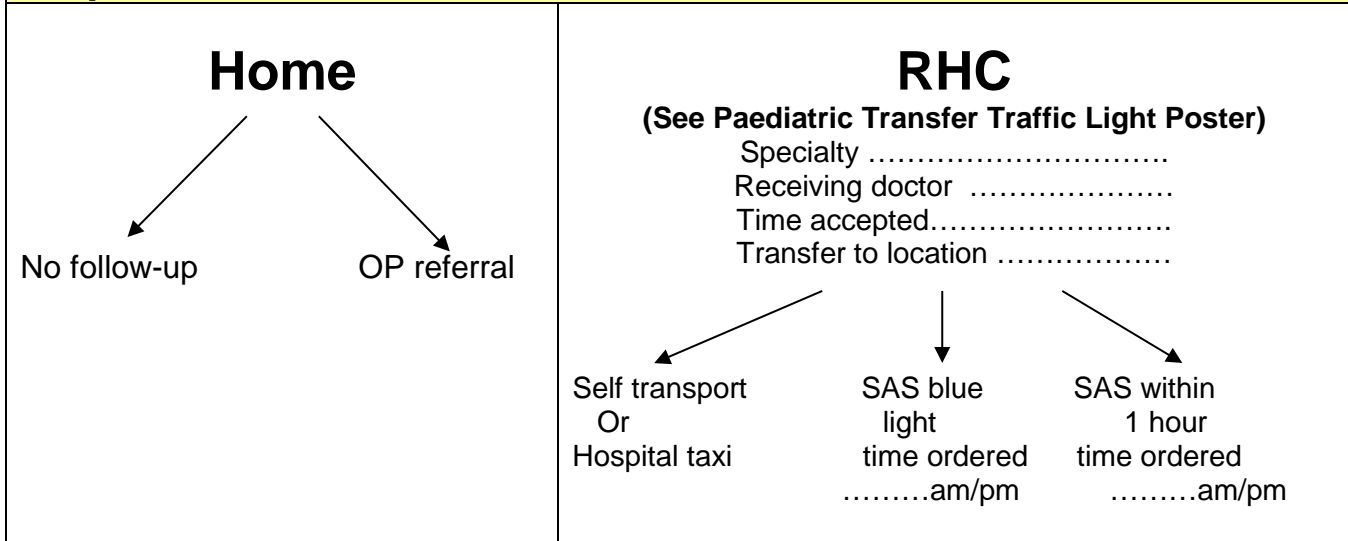 Home
No follow-up
OP referral
RHC
(See Paediatric Transfer Traffic Light Poster)
Specialty ………………………….
Receiving doctor …………………
Time accepted…………………….
Transfer to location ………………
Self transport
Or
Hospital taxi
SAS blue
light
time ordered
………am/pm
SAS within
1 hour
time ordered
………am/pm